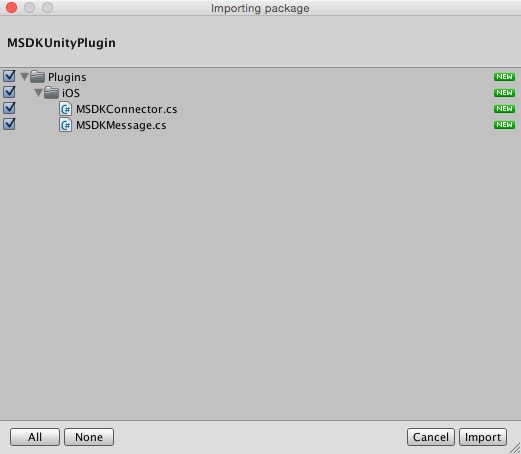 Importing package
MSDKUnityPlugin
Plugins NEW
iOS NEW
MSDKConnector.cs NEW
MSDKMessage.cs NEW
All None Cancel Import